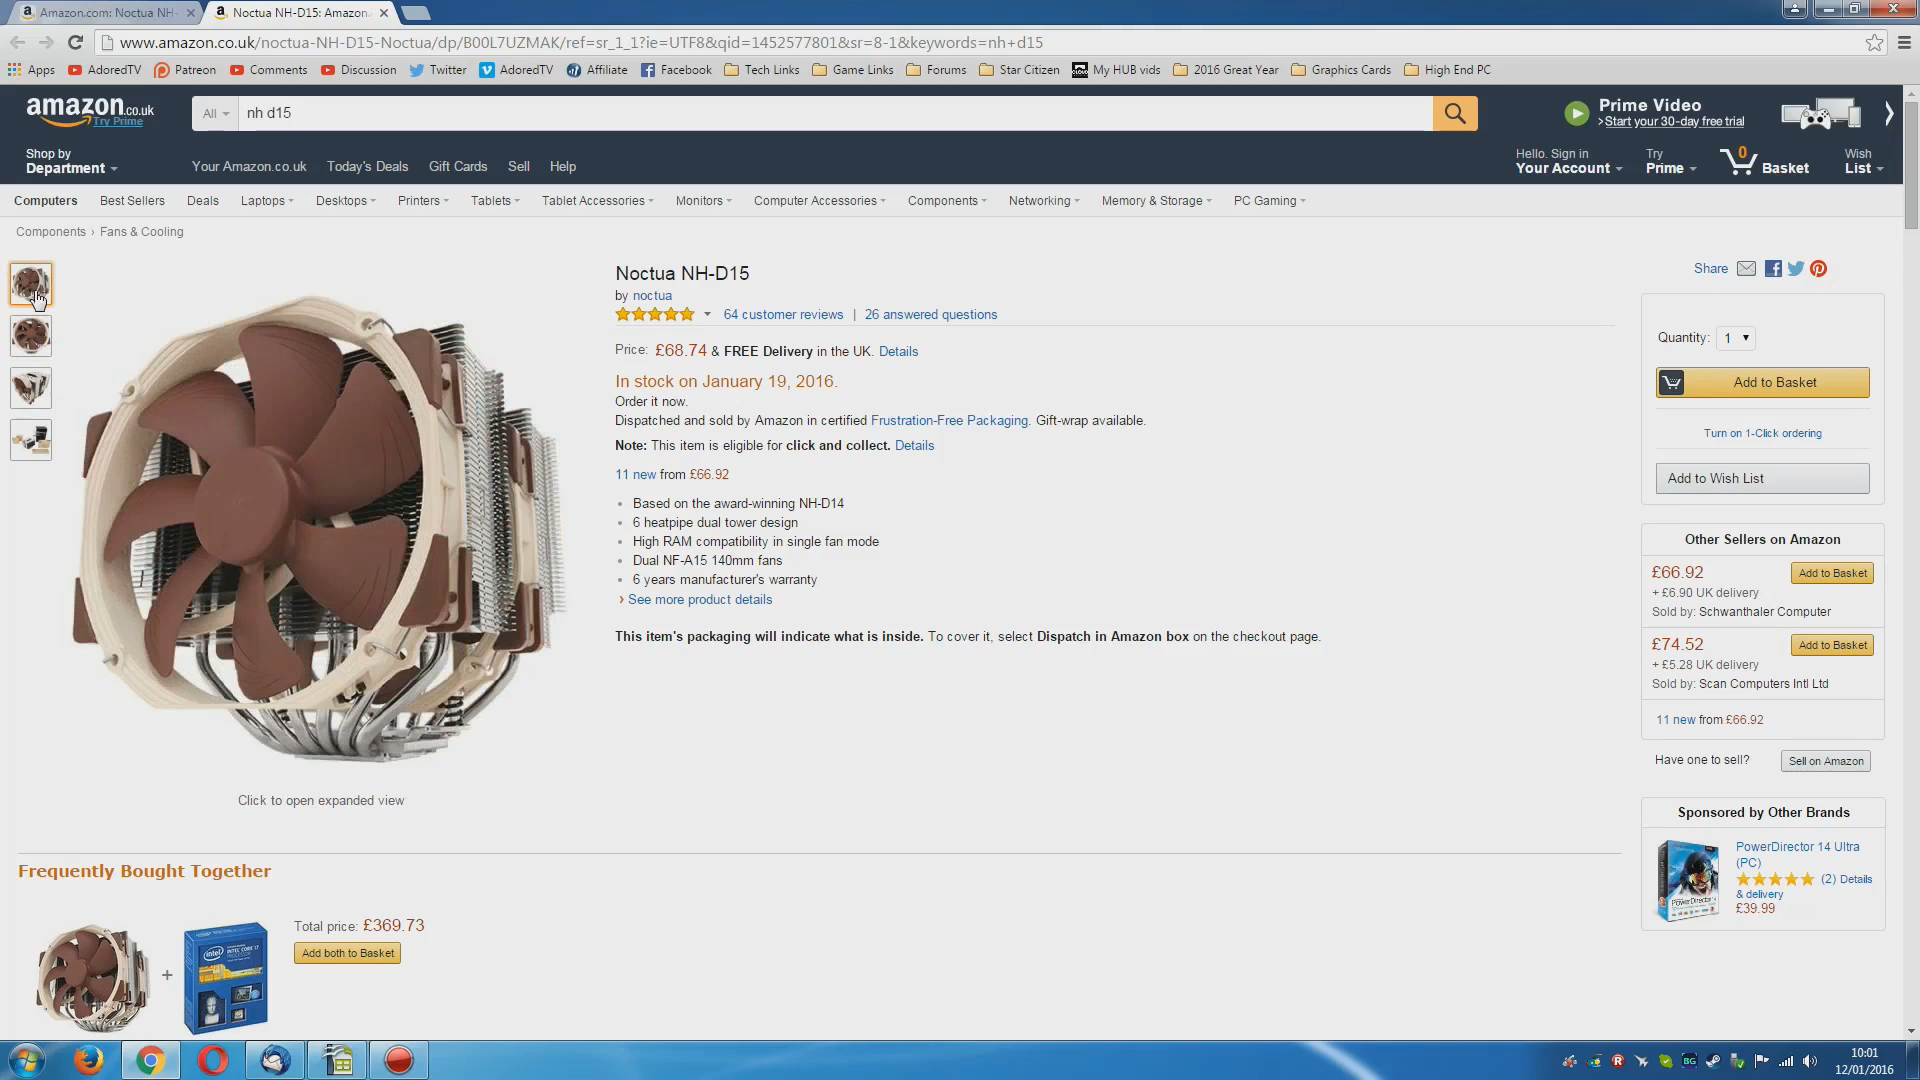 Amazon.com: Noctua NH-
Noctua NH-D15: Amazon.
www.amazon.co.uk/noctua-NH-D15-Noctua/dp/B00L7UZMAK/ref=sr_1_1?ie=UTF8&qid=1452577801&sr=8-1&keywords=nh+d15
Apps AdoredTV Patreon Comments Discussion Twitter AdoredTV Affiliate Facebook Tech Links Game Links Forums Star Citizen My HUB vids 2016 Great Year Graphics Cards High End PC
amazon.co.uk
Try Prime
All
nh d15
Prime Video
>Start your 30-day free trial
Shop by
Department
Your Amazon.co.uk Today's Deals Gift Cards Sell Help
Hello. Sign in
Your Account
Try
Prime
0
Basket
Wish
List
Computers Best Sellers Deals Laptops Desktops Printers Tablets Tablet Accessories Monitors Computer Accessories Components Networking Memory & Storage PC Gaming
Components › Fans & Cooling
Noctua NH-D15
by noctua
64 customer reviews | 26 answered questions
Price: £68.74 & FREE Delivery in the UK. Details
In stock on January 19, 2016.
Order it now.
Dispatched and sold by Amazon in certified Frustration-Free Packaging. Gift-wrap available.
Note: This item is eligible for click and collect. Details
11 new from £66.92
• Based on the award-winning NH-D14
• 6 heatpipe dual tower design
• High RAM compatibility in single fan mode
• Dual NF-A15 140mm fans
• 6 years manufacturer's warranty
› See more product details
This item's packaging will indicate what is inside. To cover it, select Dispatch in Amazon box on the checkout page.
Click to open expanded view
Share
Quantity: 1
Add to Basket
Turn on 1-Click ordering
Add to Wish List
Other Sellers on Amazon
£66.92
Add to Basket
+ £6.90 UK delivery
Sold by: Schwanthaler Computer
£74.52
Add to Basket
+ £5.28 UK delivery
Sold by: Scan Computers Intl Ltd
11 new from £66.92
Have one to sell?
Sell on Amazon
Sponsored by Other Brands
PowerDirector 14 Ultra
(PC)
(2) Details
& delivery
£39.99
PowerDirector
Frequently Bought Together
Total price: £369.73
Add both to Basket
+
intel
INTEL CORE i7
10:01
12/01/2016